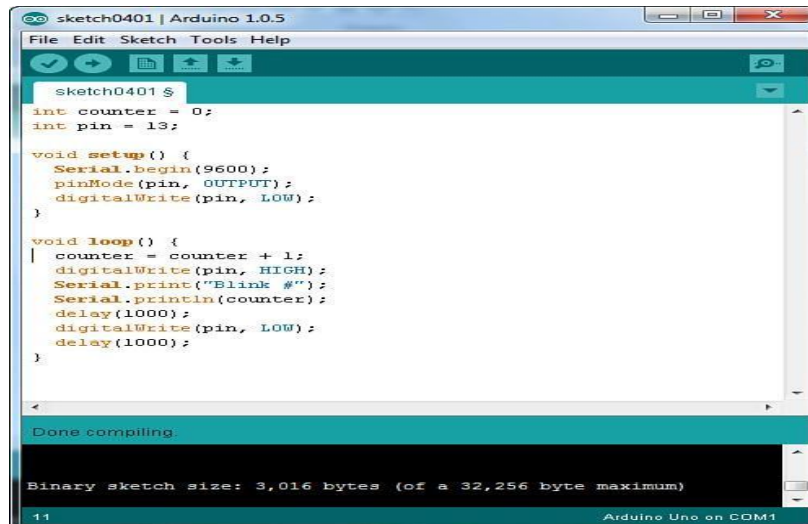 sketch0401 | Arduino 1.0.5
File Edit Sketch Tools Help
sketch0401 §
int counter = 0;
int pin = 13;
void setup() {
Serial.begin(9600);
pinMode(pin, OUTPUT);
digitalWrite(pin, LOW);
}
void loop() {
counter = counter + 1;
digitalWrite(pin, HIGH);
Serial.print("Blink #");
Serial.println(counter);
delay(1000);
digitalWrite(pin, LOW);
delay(1000);
}
Done compiling.
Binary sketch size: 3,016 bytes (of a 32,256 byte maximum)
11 Arduino Uno on COM1